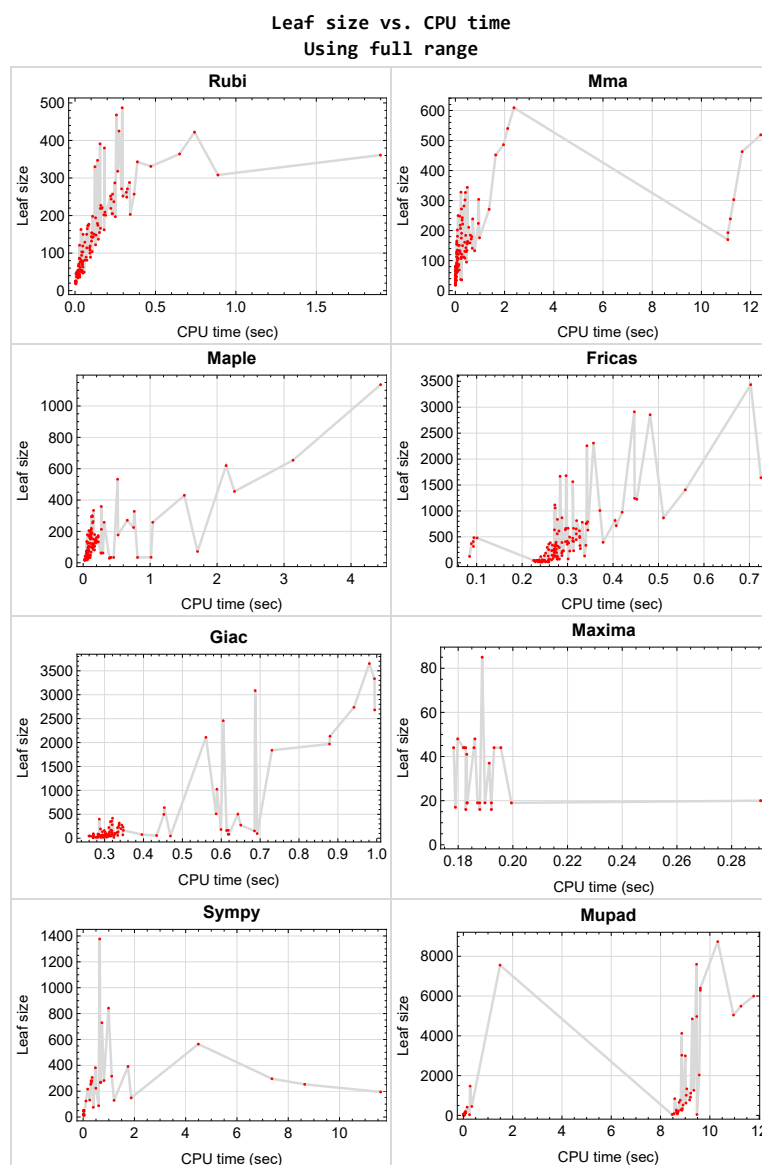 Leaf size vs. CPU time
Using full range
Rubi
500
400
300
200
100
0
Leaf size
0.0 0.5 1.0 1.5
CPU time (sec)
Mma
600
500
400
300
200
100
0
Leaf size
0 2 4 6 8 10 12
CPU time (sec)
Maple
1000
800
600
400
200
0
Leaf size
0 1 2 3 4
CPU time (sec)
Fricas
3500
3000
2500
2000
1500
1000
500
0
Leaf size
0.1 0.2 0.3 0.4 0.5 0.6 0.7
CPU time (sec)
Giac
3500
3000
2500
2000
1500
1000
500
0
Leaf size
0.3 0.4 0.5 0.6 0.7 0.8 0.9 1.0
CPU time (sec)
Maxima
80
60
40
20
0
Leaf size
0.18 0.20 0.22 0.24 0.26 0.28
CPU time (sec)
Sympy
1400
1200
1000
800
600
400
200
0
Leaf size
0 2 4 6 8 10
CPU time (sec)
Mupad
8000
6000
4000
2000
0
Leaf size
0 2 4 6 8 10 12
CPU time (sec)